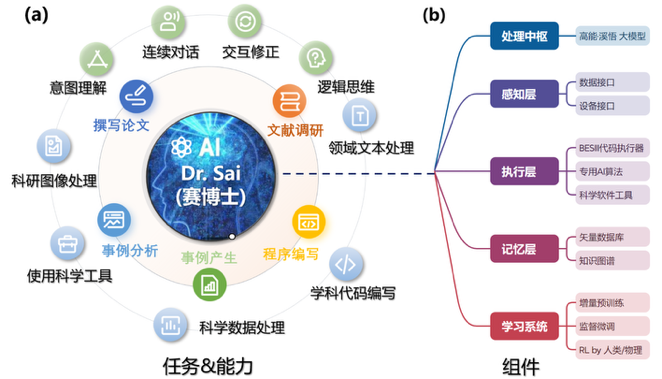 (a)
连续对话
交互修正
意图理解
逻辑思维
撰写论文
文献调研
AI
Dr. Sai
(赛博士)
领域文本处理
科研图像处理
事例分析
事例产生
程序编写
使用科学工具
学科代码编写
科学数据处理
任务&能力
(b)
处理中枢
高能 溪悟 大模型
感知层
数据接口
设备接口
执行层
BESIII代码执行器
专用AI算法
科学软件工具
记忆层
矢量数据库
知识图谱
学习系统
增量预训练
监督微调
RL by 人类/物理
组件